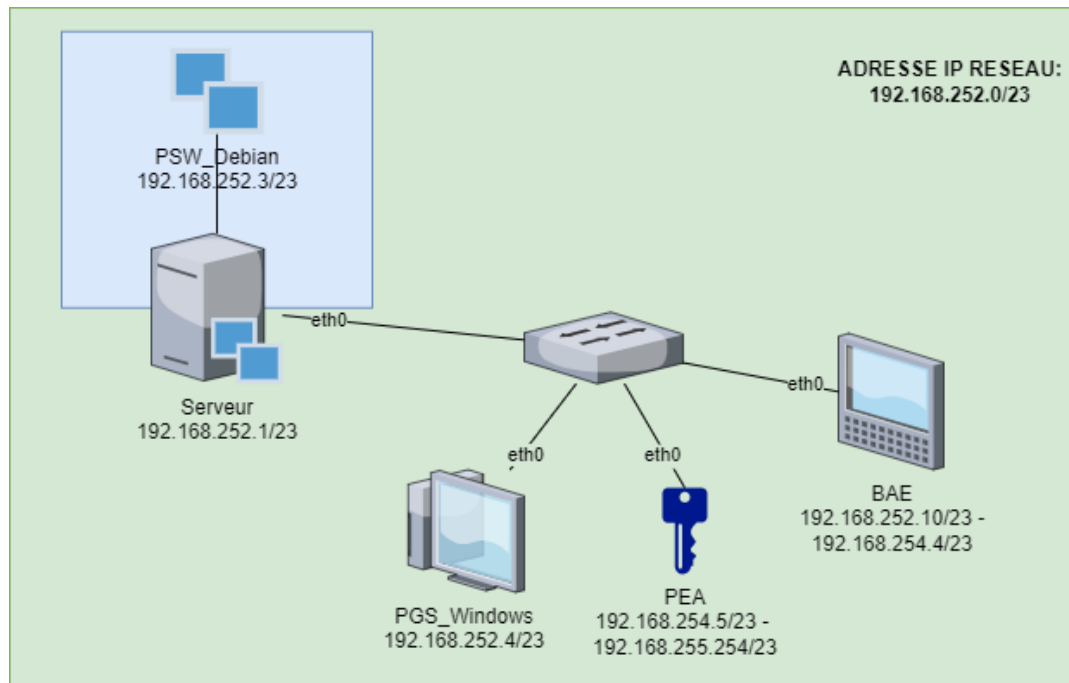 ADRESSE IP RESEAU:
192.168.252.0/23
PSW_Debian
192.168.252.3/23
eth0
Serveur
192.168.252.1/23
eth0
eth0
eth0
PGS_Windows
192.168.252.4/23
PEA
192.168.254.5/23 -
192.168.255.254/23
BAE
192.168.252.10/23 -
192.168.254.4/23